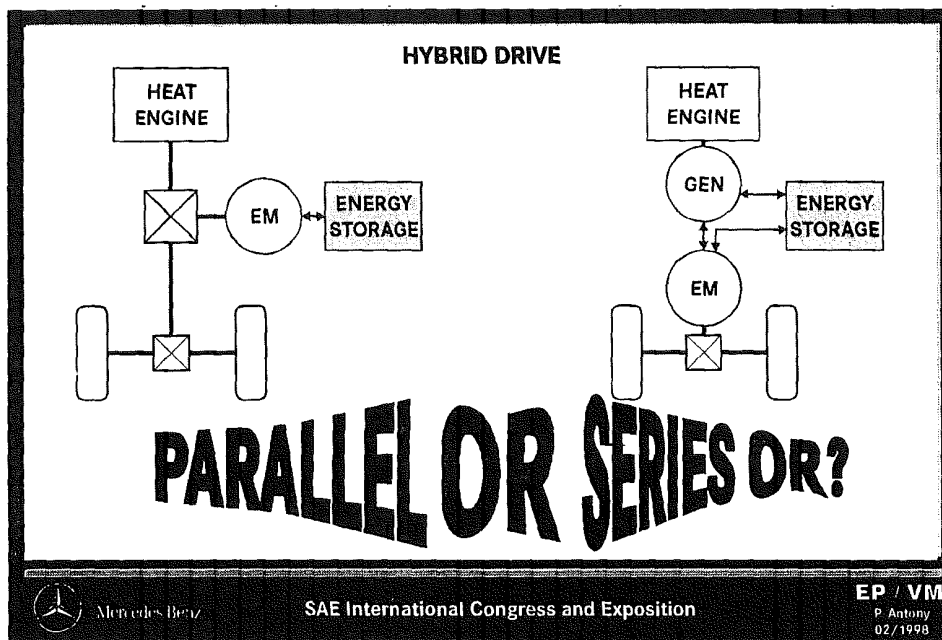 HYBRID DRIVE
HEAT
ENGINE
EM
ENERGY
STORAGE
HEAT
ENGINE
GEN
ENERGY
STORAGE
EM
PARALLEL OR SERIES OR?
Mercedes Benz
SAE International Congress and Exposition
EP / VM
P. Antony
02/1998